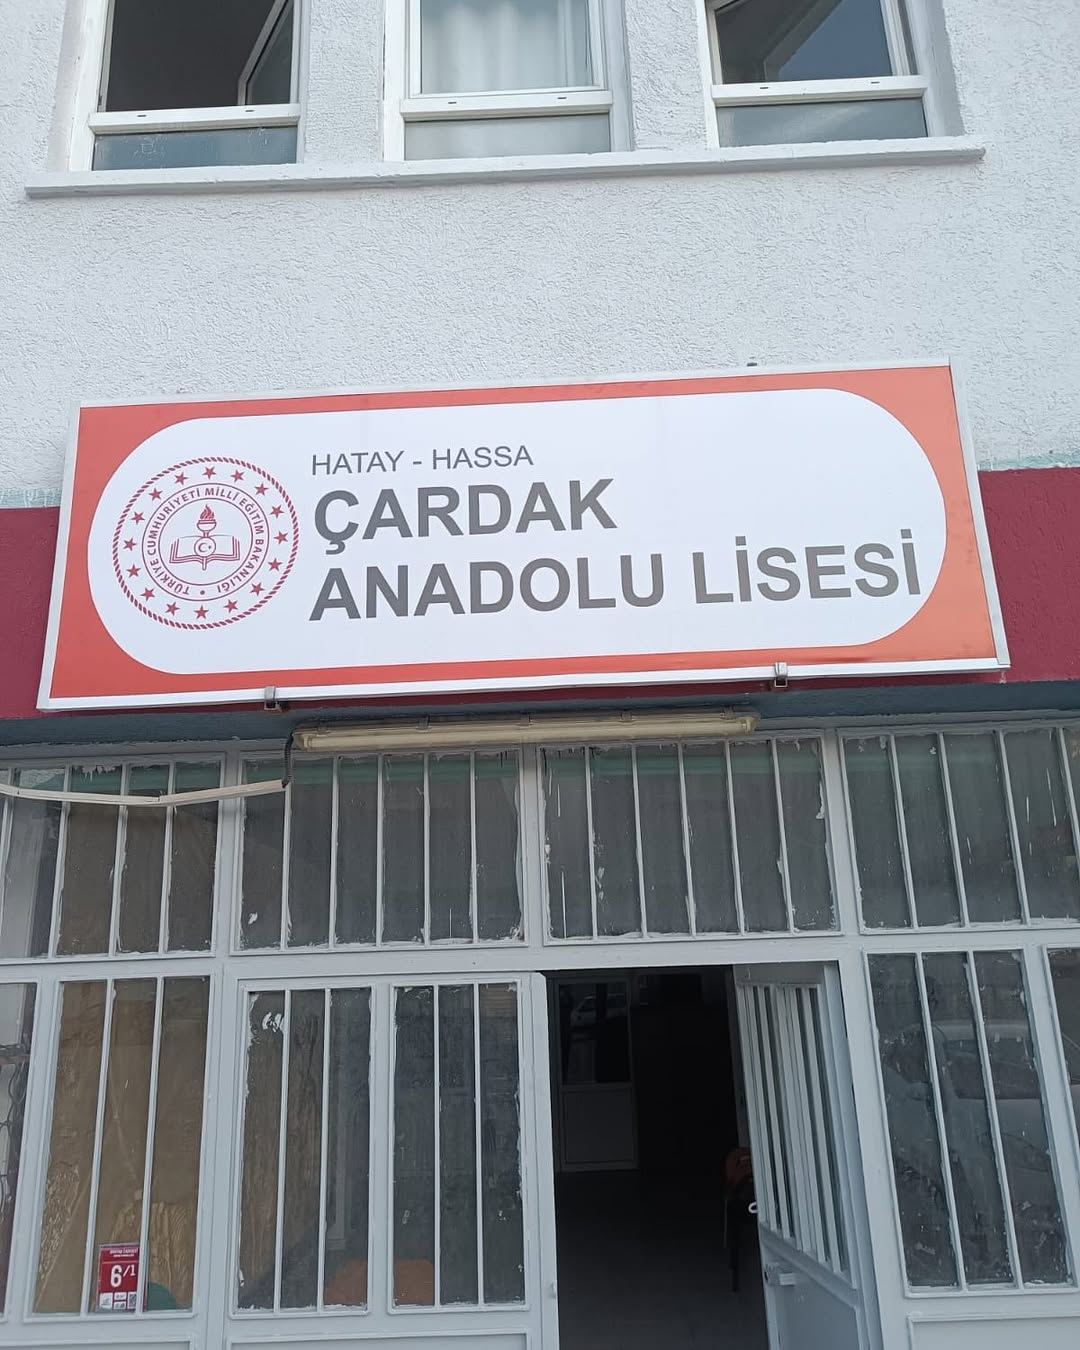 HATAY - HASSA
ÇARDAK
ANADOLU LİSESİ
TÜRKİYE CUMHURİYETİ MİLLÎ EĞİTİM BAKANLIĞI
6/1